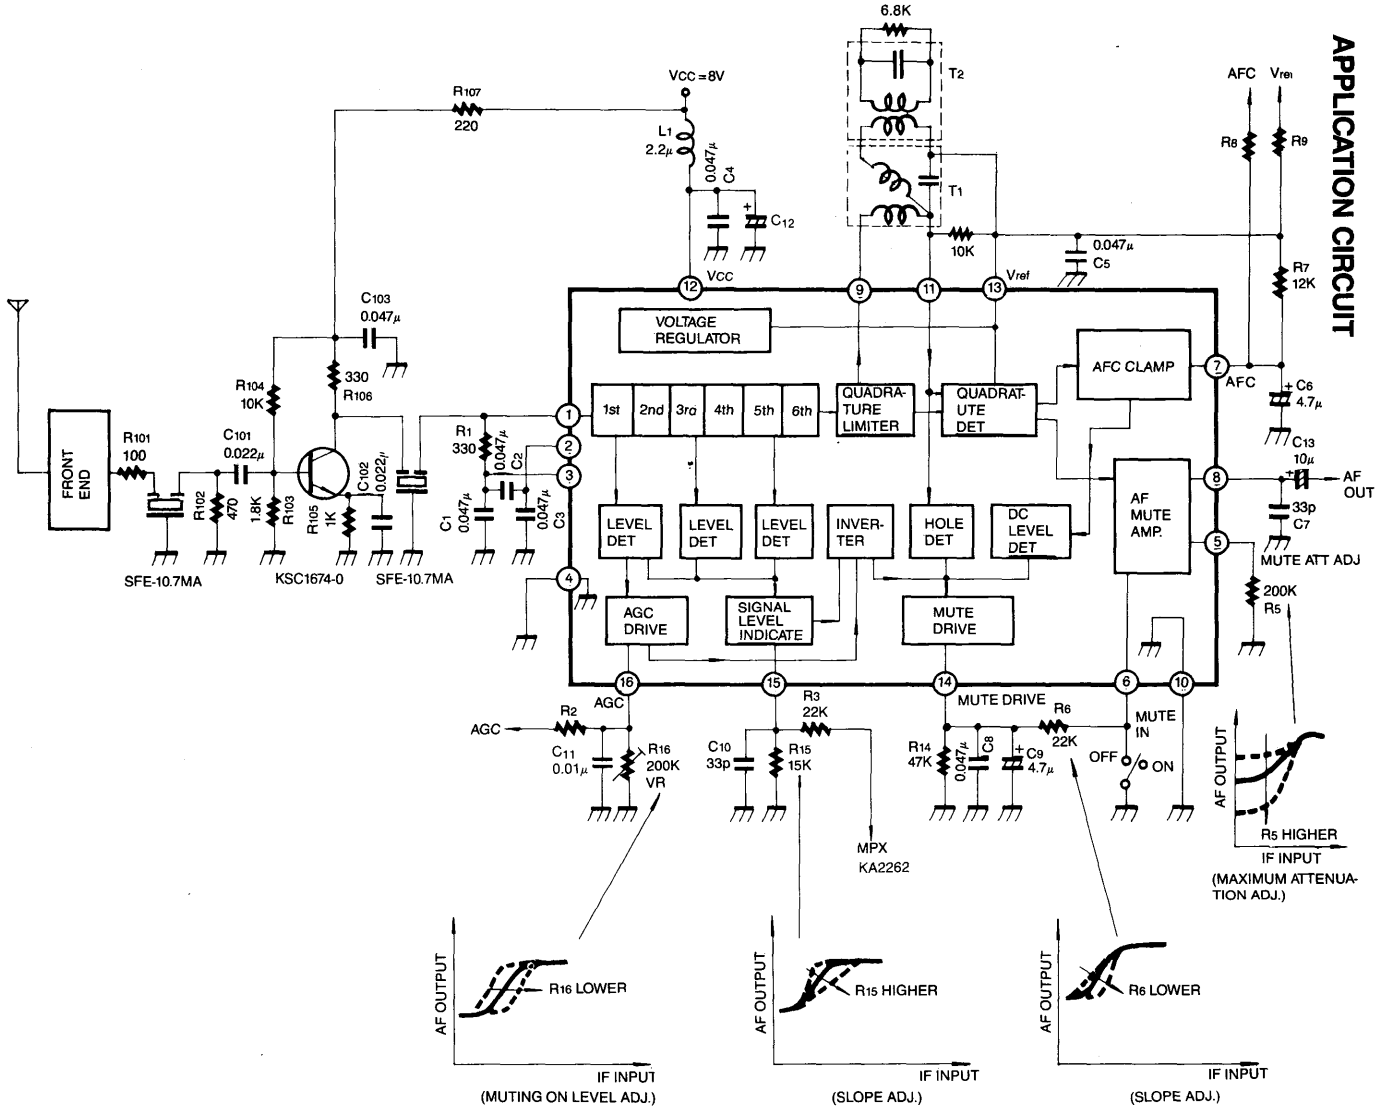 APPLICATION CIRCUIT
6.8K
T2
T1
VCC=8V
R107
220
L1
2.2μ
0.047μ
C4
C12
+
10K
0.047μ
C5
AFC
R8
R9
R7
12K
12
VCC
9
11
13
Vref
C103
0.047μ
330
R106
R104
10K
FRONT
END
R101
100
C101
0.022μ
R102
470
1.8K
R103
R105
1K
C102
0.022μ
SFE-10.7MA
KSC1674-0
SFE-10.7MA
R1
330
0.047μ
C2
C1
0.047μ
0.047μ
C3
1
2
3
4
VOLTAGE
REGULATOR
1st
2nd
3rd
4th
5th
6th
QUADRA-
TURE
LIMITER
QUADRAT-
UTE
DET
AFC CLAMP
7
AFC
+
C6
4.7μ
C13
10μ
+
8
AF
OUT
33p
C7
5
MUTE ATT ADJ
200K
R5
LEVEL
DET
LEVEL
DET
LEVEL
DET
INVER-
TER
HOLE
DET
DC
LEVEL
DET
AF
MUTE
AMP.
AGC
DRIVE
SIGNAL
LEVEL
INDICATE
MUTE
DRIVE
16
AGC
15
14
MUTE DRIVE
6
10
R2
AGC
C11
0.01μ
R16
200K
VR
R3
22K
C10
33p
R15
15K
MPX
KA2262
R14
47K
0.047μ
C8
+
C9
4.7μ
R6
22K
MUTE
IN
OFF
ON
AF OUTPUT
R5 HIGHER
IF INPUT
(MAXIMUM ATTENUA-
TION ADJ.)
AF OUTPUT
R16 LOWER
IF INPUT
(MUTING ON LEVEL ADJ.)
AF OUTPUT
R15 HIGHER
IF INPUT
(SLOPE ADJ.)
AF OUTPUT
R6 LOWER
IF INPUT
(SLOPE ADJ.)